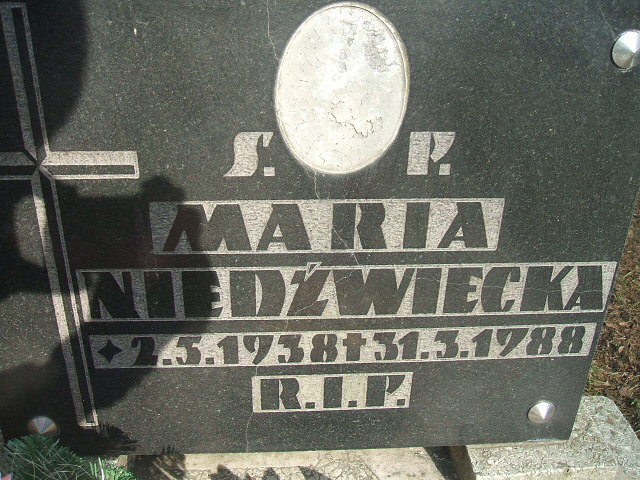 Ś. P.
MARIA
NIEDŹWIECKA
✦2.5.1938✝31.3.1988
R.I.P.